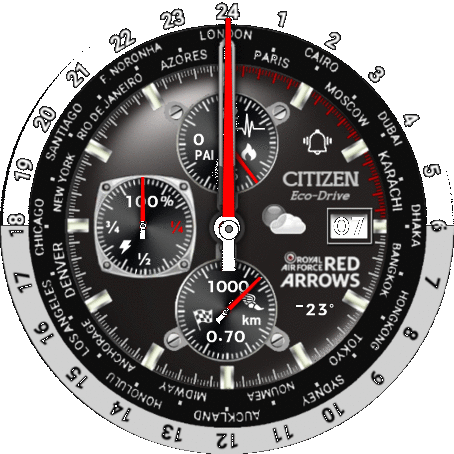 24
1
2
3
4
5
6
7
8
9
10
11
12
13
14
15
16
17
18
19
20
21
22
23
LONDON
PARIS
CAIRO
MOSCOW
DUBAI
KARACHI
DHAKA
BANGKOK
HONGKONG
TOKYO
SYDNEY
NOUMEA
AUCKLAND
MIDWAY
HONOLULU
ANCHORAGE
LOS ANGELES
DENVER
CHICAGO
NEW YORK
SANTIAGO
RIO DE JANEIRO
F. NORONHA
AZORES
0
PAI
100%
¾
¼
½
CITIZEN
Eco-Drive
07
ROYAL
AIR FORCE
RED
ARROWS
-23°
1000
km
0.70